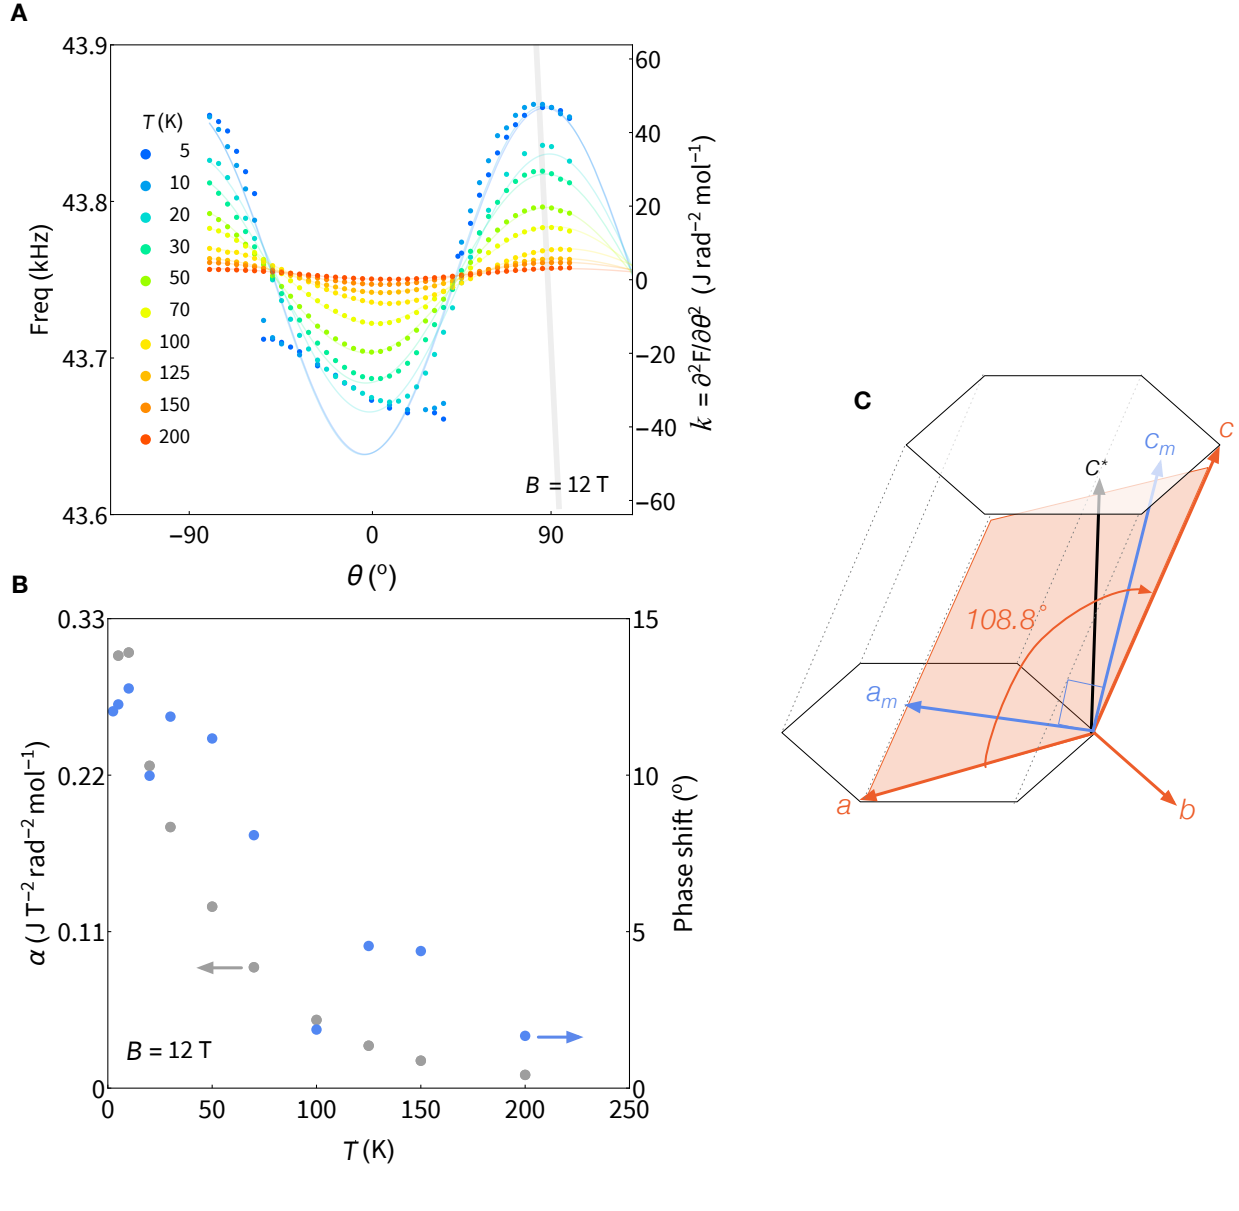 A
43.9
43.8
43.7
43.6
Freq (kHz)
T (K)
5
10
20
30
50
70
100
125
150
200
B = 12 T
60
40
20
0
−20
−40
−60
k = ∂²F/∂θ² (J rad⁻² mol⁻¹)
−90
0
90
θ (º)
B
0.33
0.22
0.11
0
α (J T⁻² rad⁻² mol⁻¹)
B = 12 T
15
10
5
0
Phase shift (º)
0
50
100
150
200
250
T (K)
C
c
cm
c*
108.8°
am
a
b